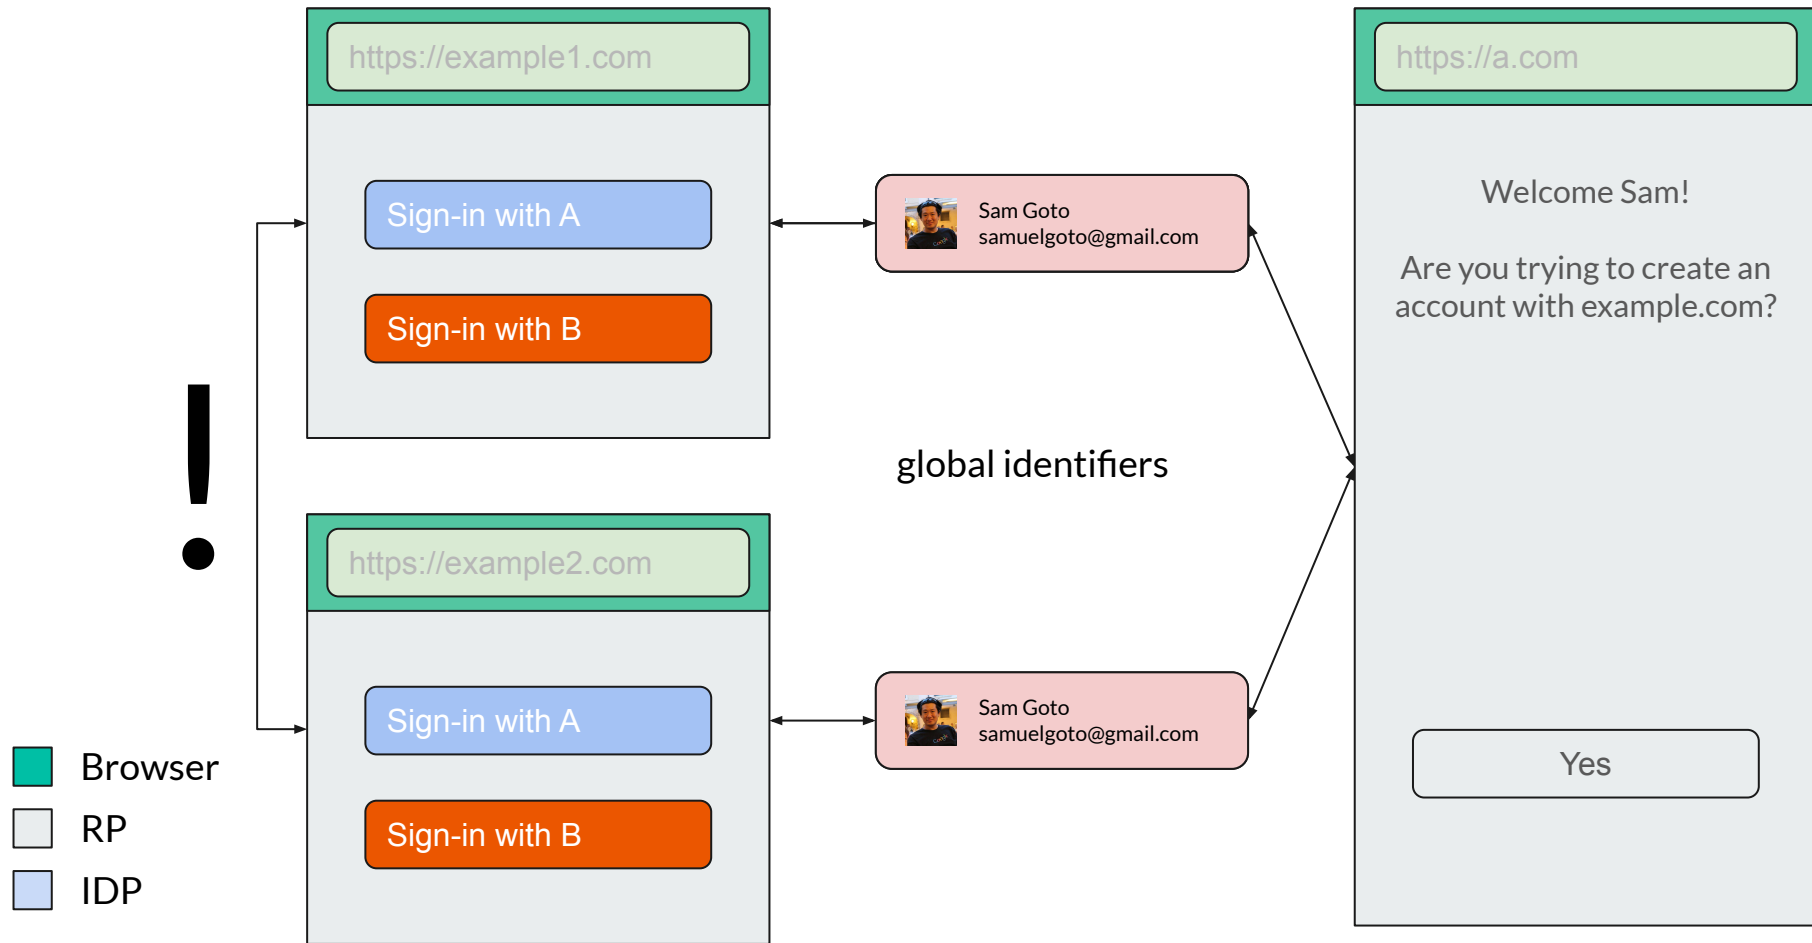 https://example1.com
Sign-in with A
Sign-in with B
Sam Goto
samuelgoto@gmail.com
https://a.com
Welcome Sam!
Are you trying to create an
account with example.com?
Yes
!
global identifiers
https://example2.com
Sign-in with A
Sign-in with B
Sam Goto
samuelgoto@gmail.com
Browser
RP
IDP